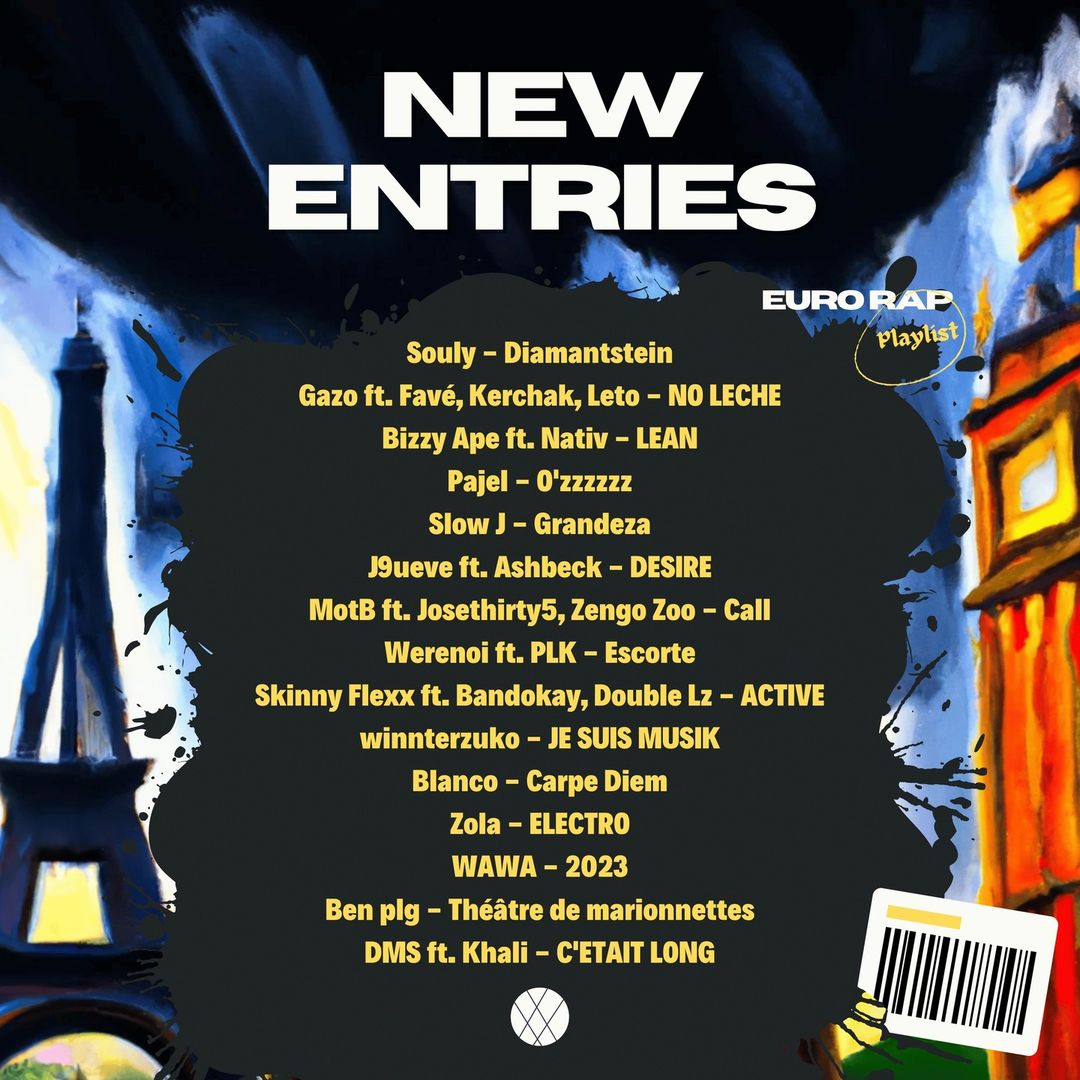 NEW
ENTRIES
EURO RAP
Playlist
Souly – Diamantstein
Gazo ft. Favé, Kerchak, Leto – NO LECHE
Bizzy Ape ft. Nativ – LEAN
Pajel – O'zzzzzz
Slow J – Grandeza
J9ueve ft. Ashbeck – DESIRE
MotB ft. Josethirty5, Zengo Zoo – Call
Werenoi ft. PLK – Escorte
Skinny Flexx ft. Bandokay, Double Lz – ACTIVE
winnterzuko – JE SUIS MUSIK
Blanco – Carpe Diem
Zola – ELECTRO
WAWA – 2023
Ben plg – Théâtre de marionnettes
DMS ft. Khali – C'ETAIT LONG